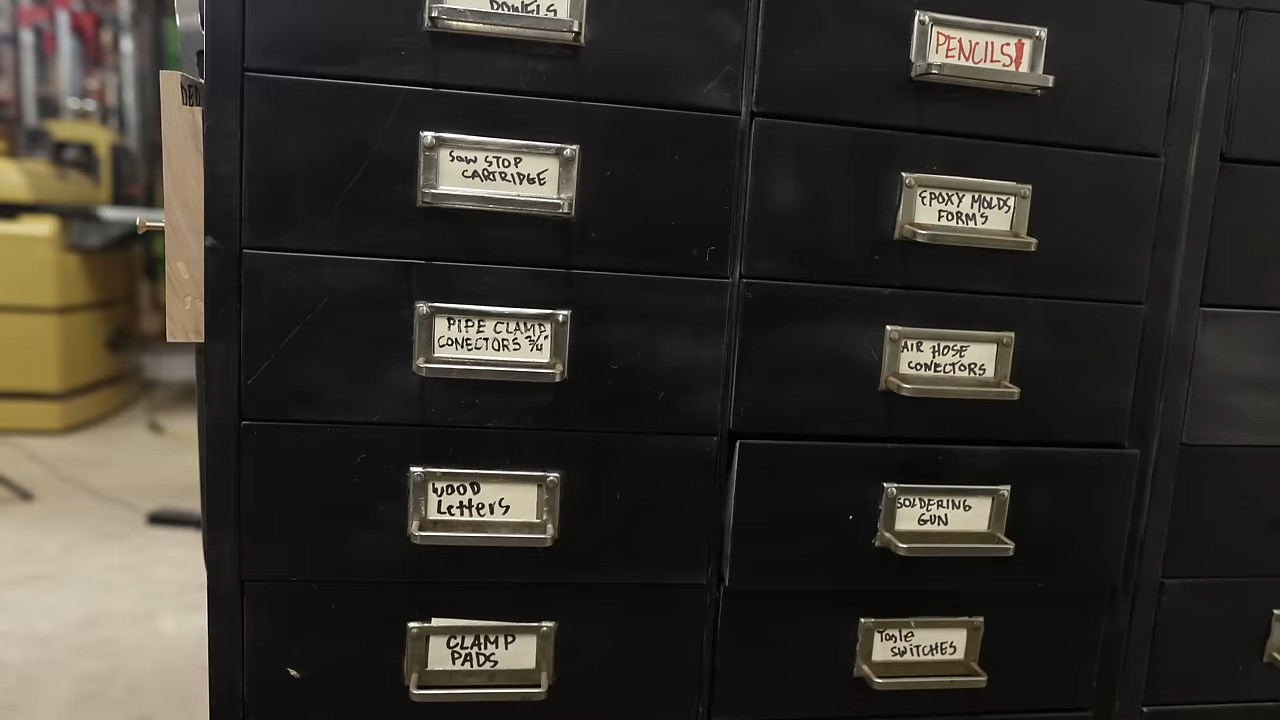 DOWELS
PENCILS!
SAW STOP
CARTRIDGE
EPOXY MOLDS
FORMS
PIPE CLAMP
CONECTORS 3/4"
AIR HOSE
CONECTORS
WOOD
Letters
SOLDERING
GUN
CLAMP
PADS
SWITCHES